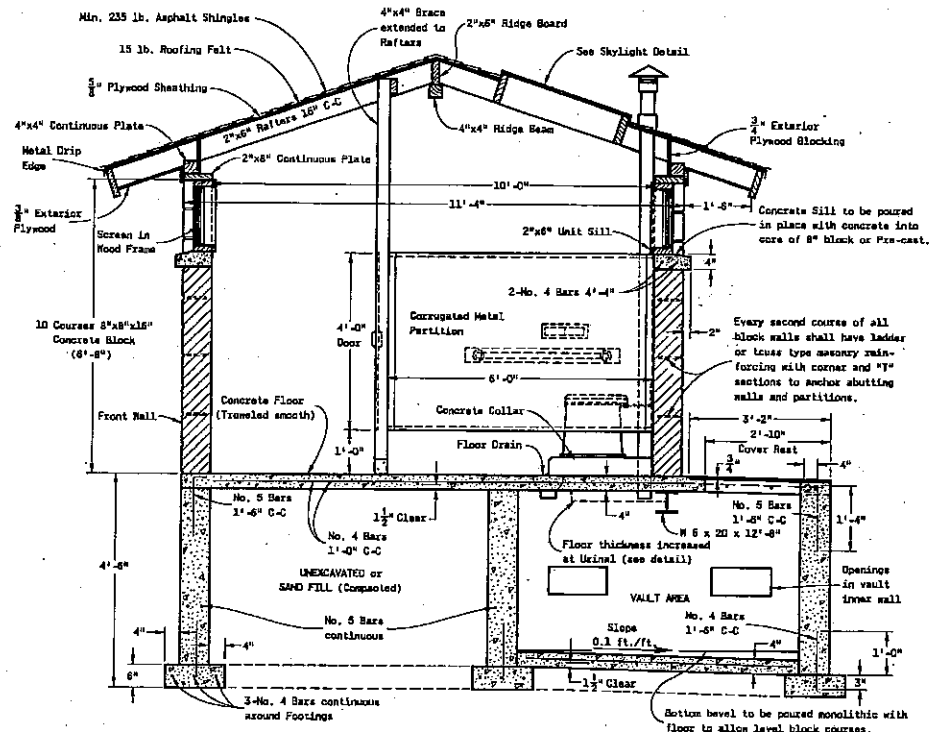 Min. 235 lb. Asphalt Shingles
15 lb. Roofing Felt
5/8" Plywood Sheathing
4"x4" Continuous Plate
Metal Drip
Edge
2"x6" Rafters 16" C-C
2"x8" Continuous Plate
4"x4" Brace
extended to
Rafters
2"x6" Ridge Board
See Skylight Detail
4"x4" Ridge Beam
3/4" Exterior
Plywood Blocking
10'-0"
11'-4"
1'-6"
Exterior
Plywood
Screen in
Wood Frame
2"x6" Unit Sill
Concrete Sill to be poured
in place with concrete into
core of 8" block or Pre-cast.
4"
2-No. 4 Bars 4'-4"
10 Courses 8"x8"x16"
Concrete Block
(6'-8")
4'-0"
Door
Corrugated Metal
Partition
2"
Every second course of all
block walls shall have ladder
or truss type masonry rein-
forcing with corner and "T"
sections to anchor abutting
walls and partitions.
6'-0"
Front Wall
Concrete Floor
(Troweled smooth)
Concrete Collar
Floor Drain
1'-0"
3'-2"
2'-10"
Cover Rest
3/4"
4"
No. 5 Bars
1'-6" C-C
No. 4 Bars
1'-0" C-C
1 1/2" Clear
4"
W 6 x 20 x 12'-8"
No. 5 Bars
1'-6" C-C
1'-4"
Floor thickness increased
at Urinal (see detail)
4'-6"
UNEXCAVATED or
SAND FILL (Compacted)
No. 5 Bars
continuous
VAULT AREA
Openings
in vault
inner wall
No. 4 Bars
1'-6" C-C
Slope
0.1 ft./ft.
4"
1'-0"
4"
4"
6"
1 1/2" Clear
3"
3-No. 4 Bars continuous
around Footings
Bottom bevel to be poured monolithic with
floor to allow level block courses.